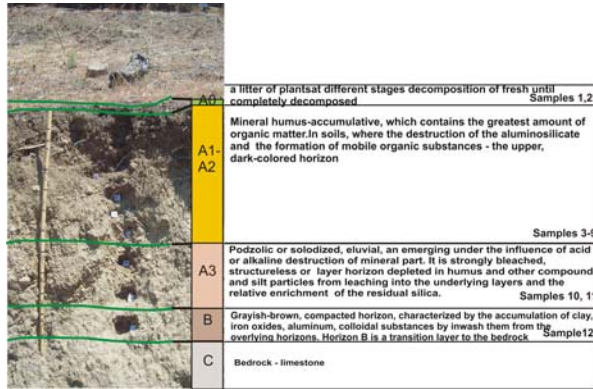 A0
a litter of plantsat different stages decomposition of fresh until
completely decomposed
Samples 1,2
A1-
A2
Mineral humus-accumulative, which contains the greatest amount of
organic matter.In soils, where the destruction of the aluminosilicate
and the formation of mobile organic substances - the upper,
dark-colored horizon
Samples 3-9
A3
Podzolic or solodized, eluvial, an emerging under the influence of acid
or alkaline destruction of mineral part. It is strongly bleached,
structureless or layer horizon depleted in humus and other compound
and silt particles from leaching into the underlying layers and the
relative enrichment of the residual silica.
Samples 10, 11
B
Grayish-brown, compacted horizon, characterized by the accumulation of clay,
iron oxides, aluminum, colloidal substances by inwash them from the
overlying horizons. Horizon B is a transition layer to the bedrock
Sample12
C
Bedrock - limestone